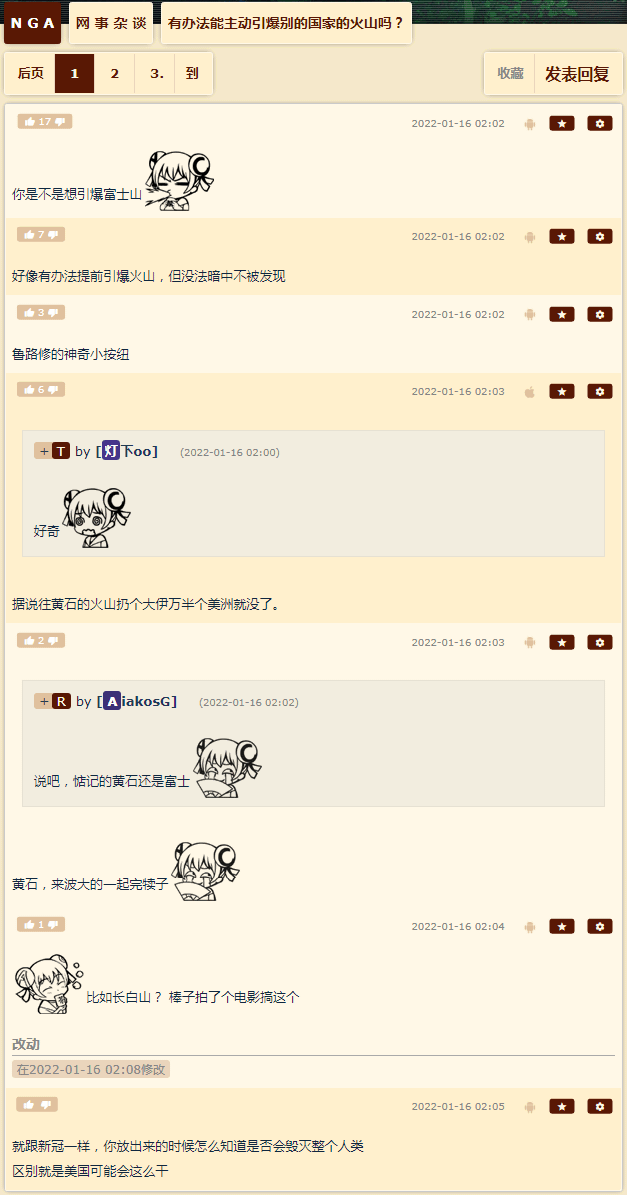 NGA 网事杂谈 有办法能主动引爆别的国家的火山吗？
后页 1 2 3. 到 收藏 发表回复
17 2022-01-16 02:02
你是不是想引爆富士山
7 2022-01-16 02:02
好像有办法提前引爆火山，但没法暗中不被发现
3 2022-01-16 02:02
鲁路修的神奇小按纽
6 2022-01-16 02:03
+ T by [灯下oo] (2022-01-16 02:00)
好奇
据说往黄石的火山扔个大伊万半个美洲就没了。
2 2022-01-16 02:03
+ R by [AiakosG] (2022-01-16 02:02)
说吧，惦记的黄石还是富士
黄石，来波大的一起完犊子
1 2022-01-16 02:04
比如长白山？ 棒子拍了个电影搞这个
改动
在2022-01-16 02:08修改
2022-01-16 02:05
就跟新冠一样，你放出来的时候怎么知道是否会毁灭整个人类
区别就是美国可能会这么干